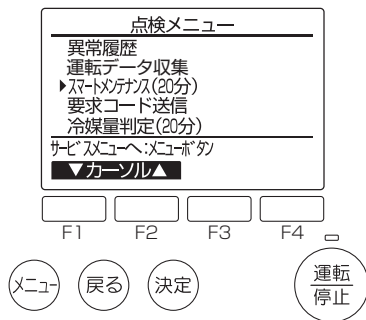 点検メニュー
異常履歴
運転データ収集
▶スマートメンテナンス(20分)
要求コード送信
冷媒量判定(20分)
サービスメニューへ:メニューボタン
▼カーソル▲
F1 F2 F3 F4
メニュー 戻る 決定 運転
停止